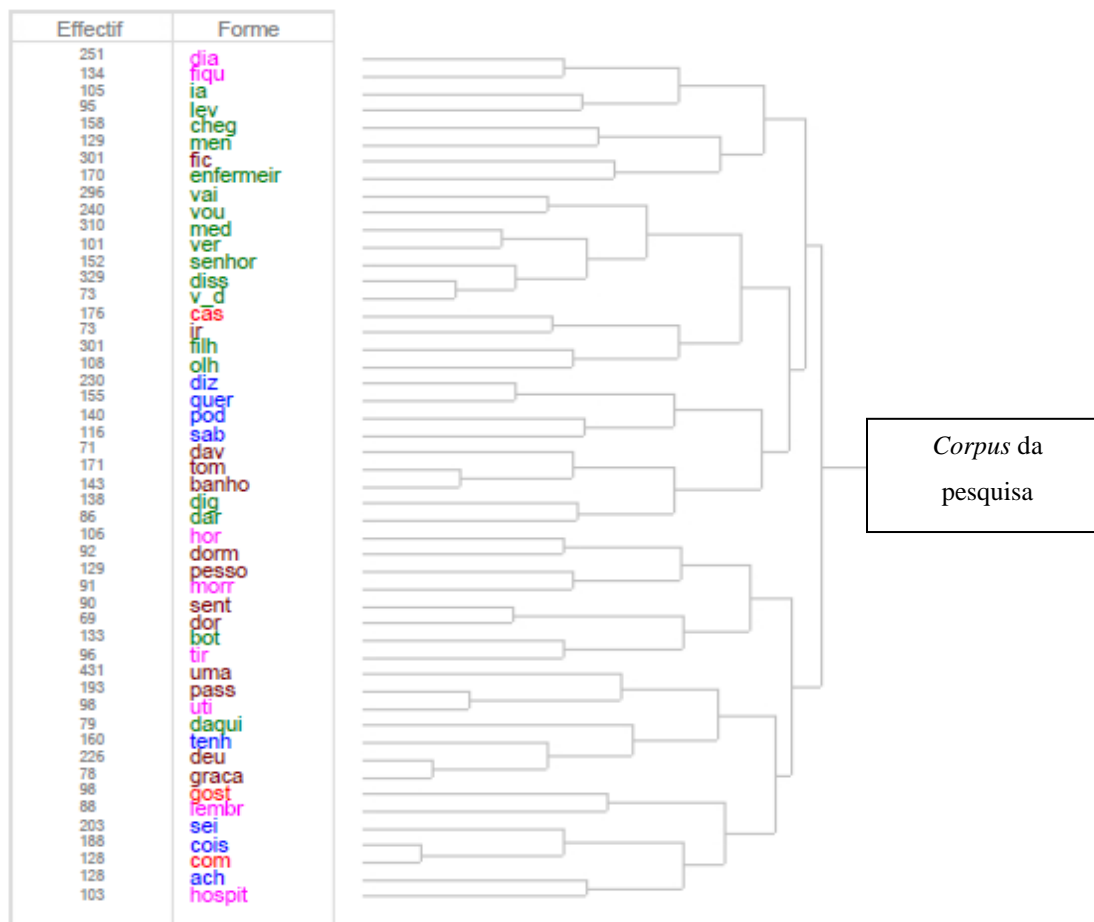 Effectif Forme
251 dia
134 fiqu
105 ia
95 lev
158 cheg
129 men
301 fic
170 enfermeir
296 vai
240 vou
310 med
101 ver
152 senhor
329 diss
73 v_d
176 cas
73 ir
301 filh
108 olh
230 diz
155 quer
140 pod
116 sab
71 dav
171 tom
143 banho
138 dig
86 dar
106 hor
92 dorm
129 pesso
91 morr
90 sent
69 dor
133 bot
96 tir
431 uma
193 pass
98 uti
79 daqui
160 tenh
226 deu
78 graca
98 gost
88 lembr
203 sei
188 cois
128 com
128 ach
103 hospit
Corpus da
pesquisa